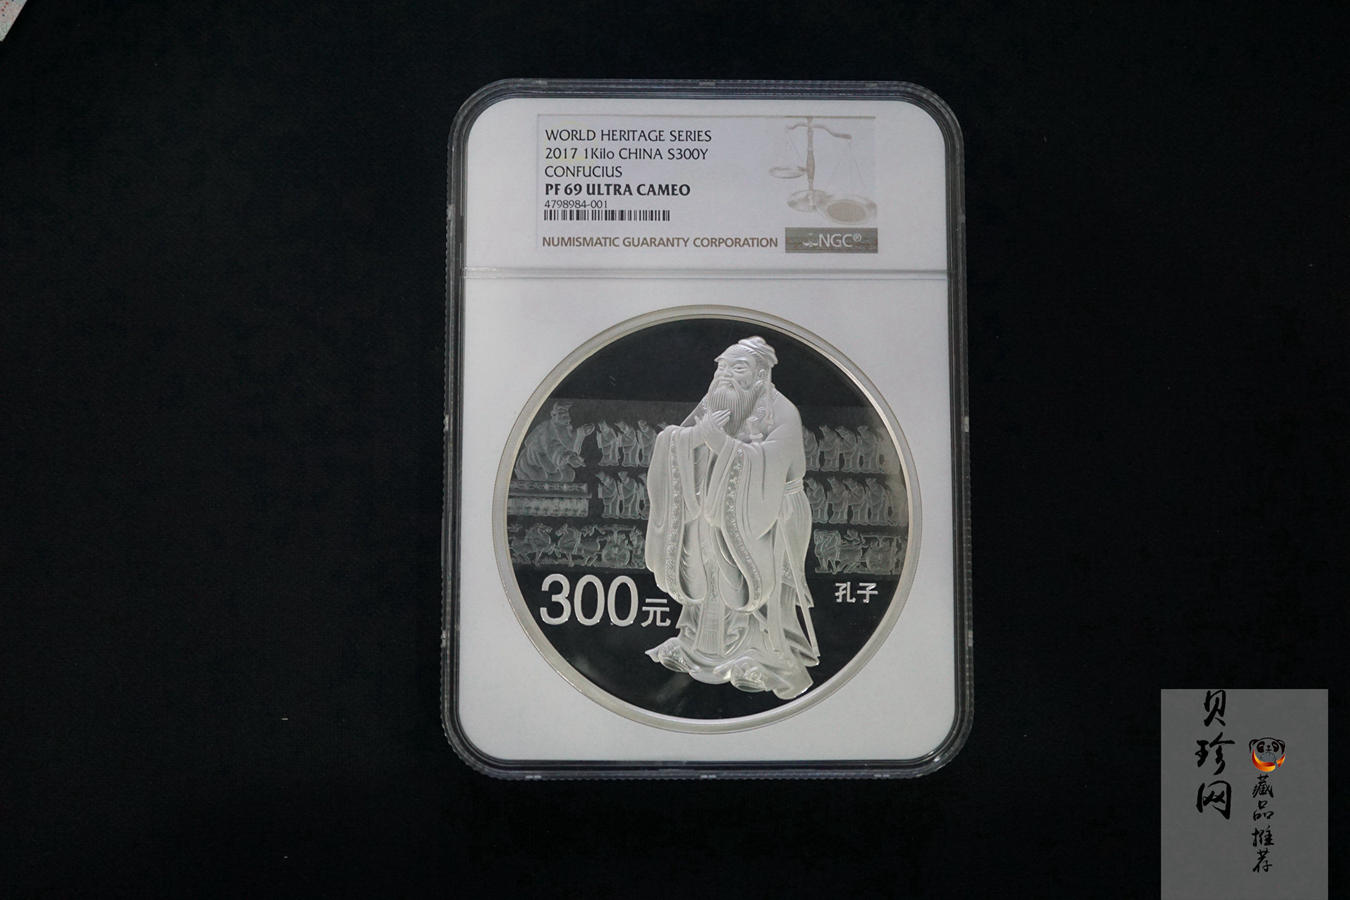 WORLD HERITAGE SERIES
2017 1Kilo CHINA S300Y
CONFUCIUS
PF 69 ULTRA CAMEO
4798984-001
NUMISMATIC GUARANTY CORPORATION
NGC®
300元
孔子
贝珍网
藏品推荐